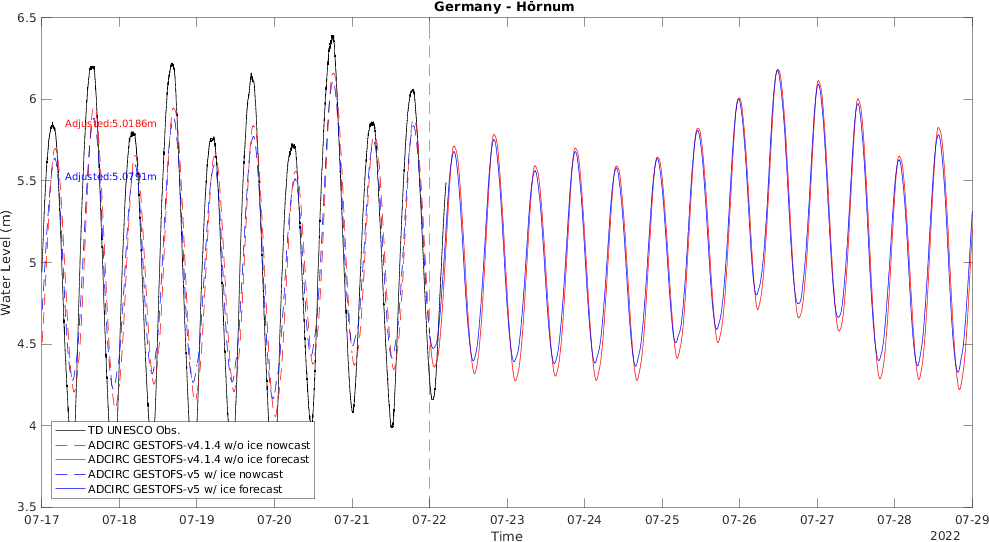 Germany - Hörnum
6.5
6
5.5
5
4.5
4
3.5
Water Level (m)
Adjusted:5.0186m
Adjusted:5.0791m
TD UNESCO Obs.
ADCIRC GESTOFS-v4.1.4 w/o ice nowcast
ADCIRC GESTOFS-v4.1.4 w/o ice forecast
ADCIRC GESTOFS-v5 w/ ice nowcast
ADCIRC GESTOFS-v5 w/ ice forecast
07-17 07-18 07-19 07-20 07-21 07-22 07-23 07-24 07-25 07-26 07-27 07-28 07-29
Time
2022